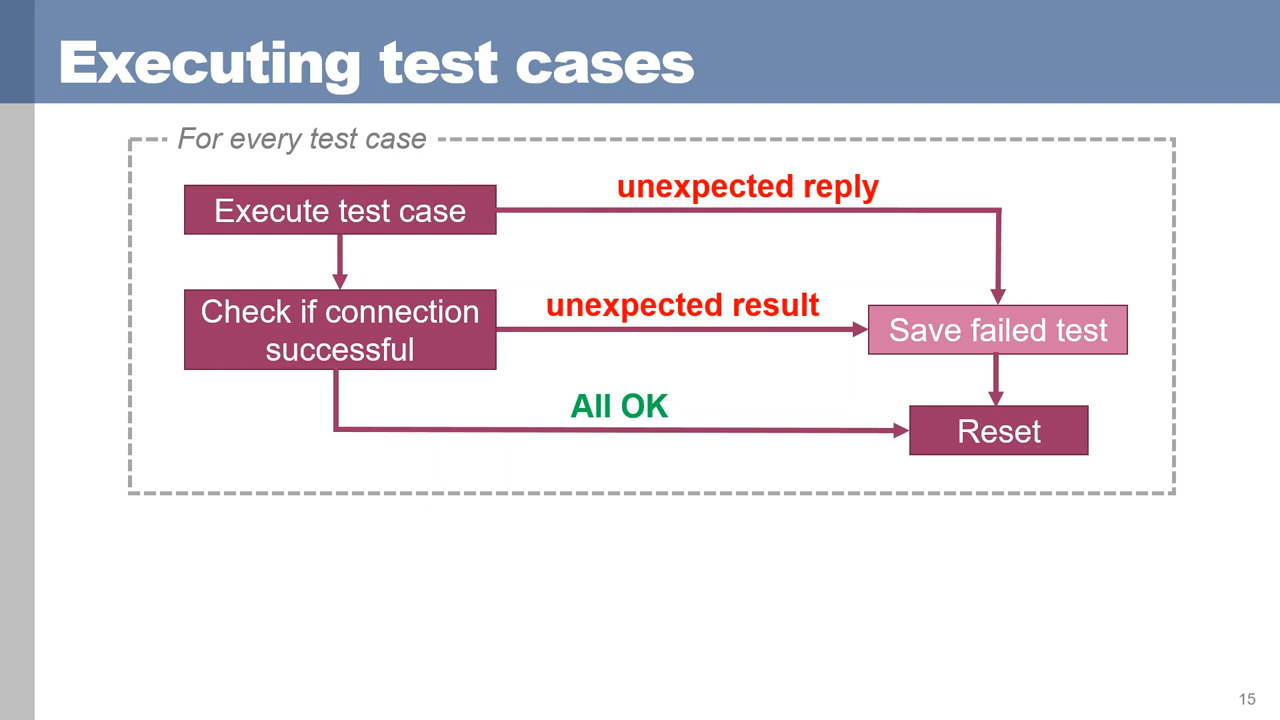 Executing test cases
For every test case
unexpected reply
Execute test case
Check if connection
successful
unexpected result
Save failed test
All OK
Reset
15